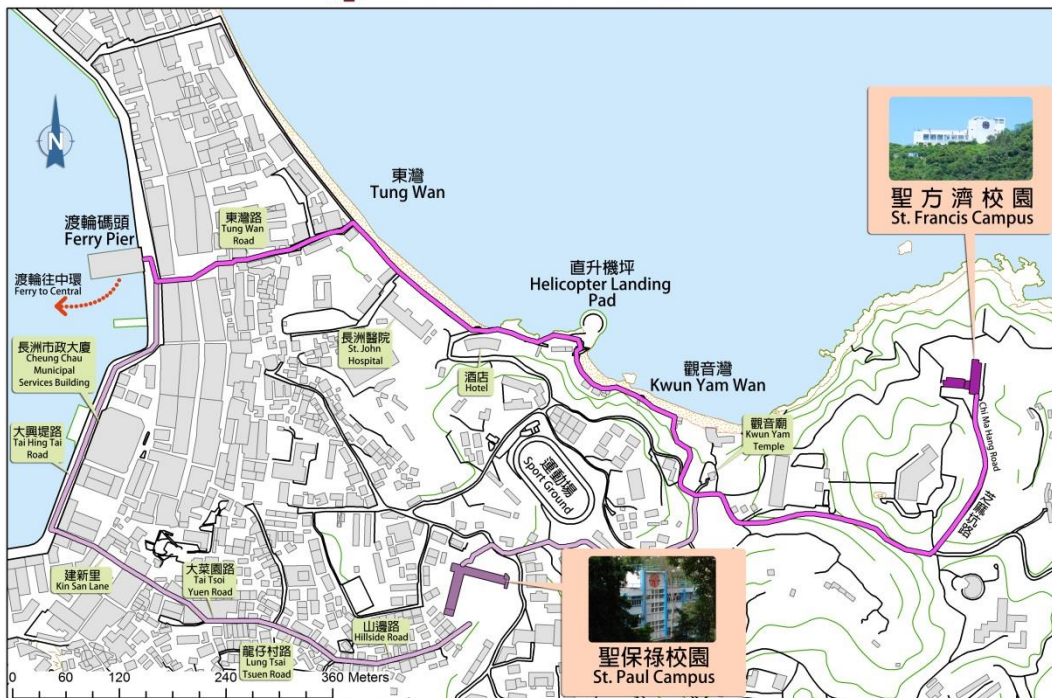 N
東灣
Tung Wan
聖方濟校園
St. Francis Campus
渡輪碼頭
Ferry Pier
東灣路
Tung Wan
Road
渡輪往中環
Ferry to Central
直升機坪
Helicopter Landing
Pad
長洲醫院
St. John
Hospital
酒店
Hotel
觀音灣
Kwun Yam Wan
長洲市政大廈
Cheung Chau
Municipal
Services Building
觀音廟
Kwun Yam
Temple
Chi Ma Hang Road
芝蔴坑路
大興堤路
Tai Hing Tai
Road
運動場
Sport Ground
建新里
Kin San Lane
大菜園路
Tai Tsoi
Yuen Road
山邊路
Hillside Road
龍仔村路
Lung Tsai
Tsuen Road
聖保祿校園
St. Paul Campus
0 60 120 240 360 Meters